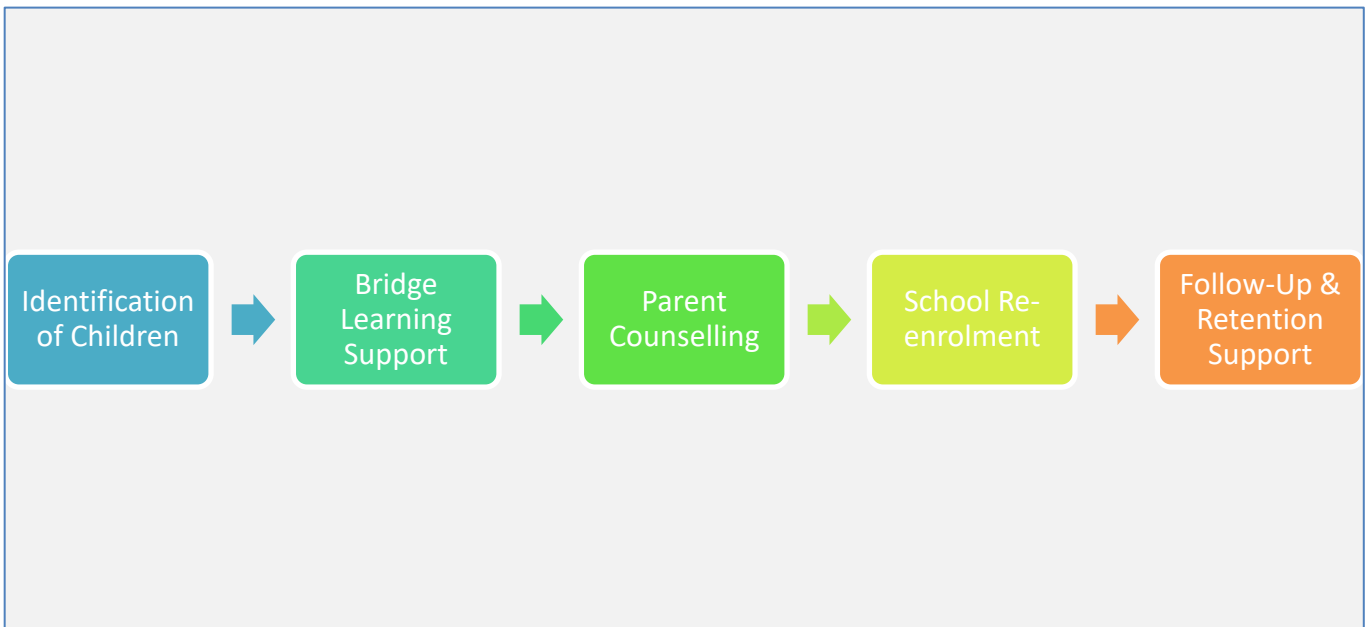 Identification
of Children
Bridge
Learning
Support
Parent
Counselling
School Re-
enrolment
Follow-Up &
Retention
Support